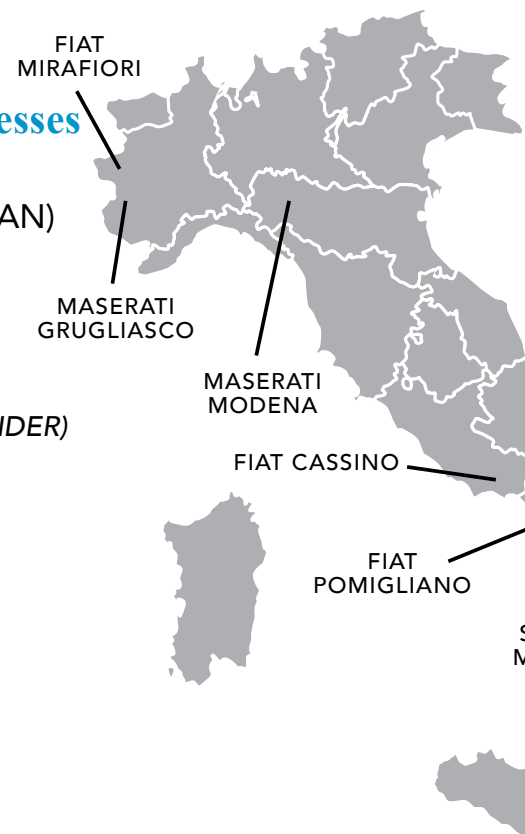 FIAT
MIRAFIORI
esses
AN)
MASERATI
GRUGLIASCO
MASERATI
MODENA
IDER)
FIAT CASSINO
FIAT
POMIGLIANO
S
M